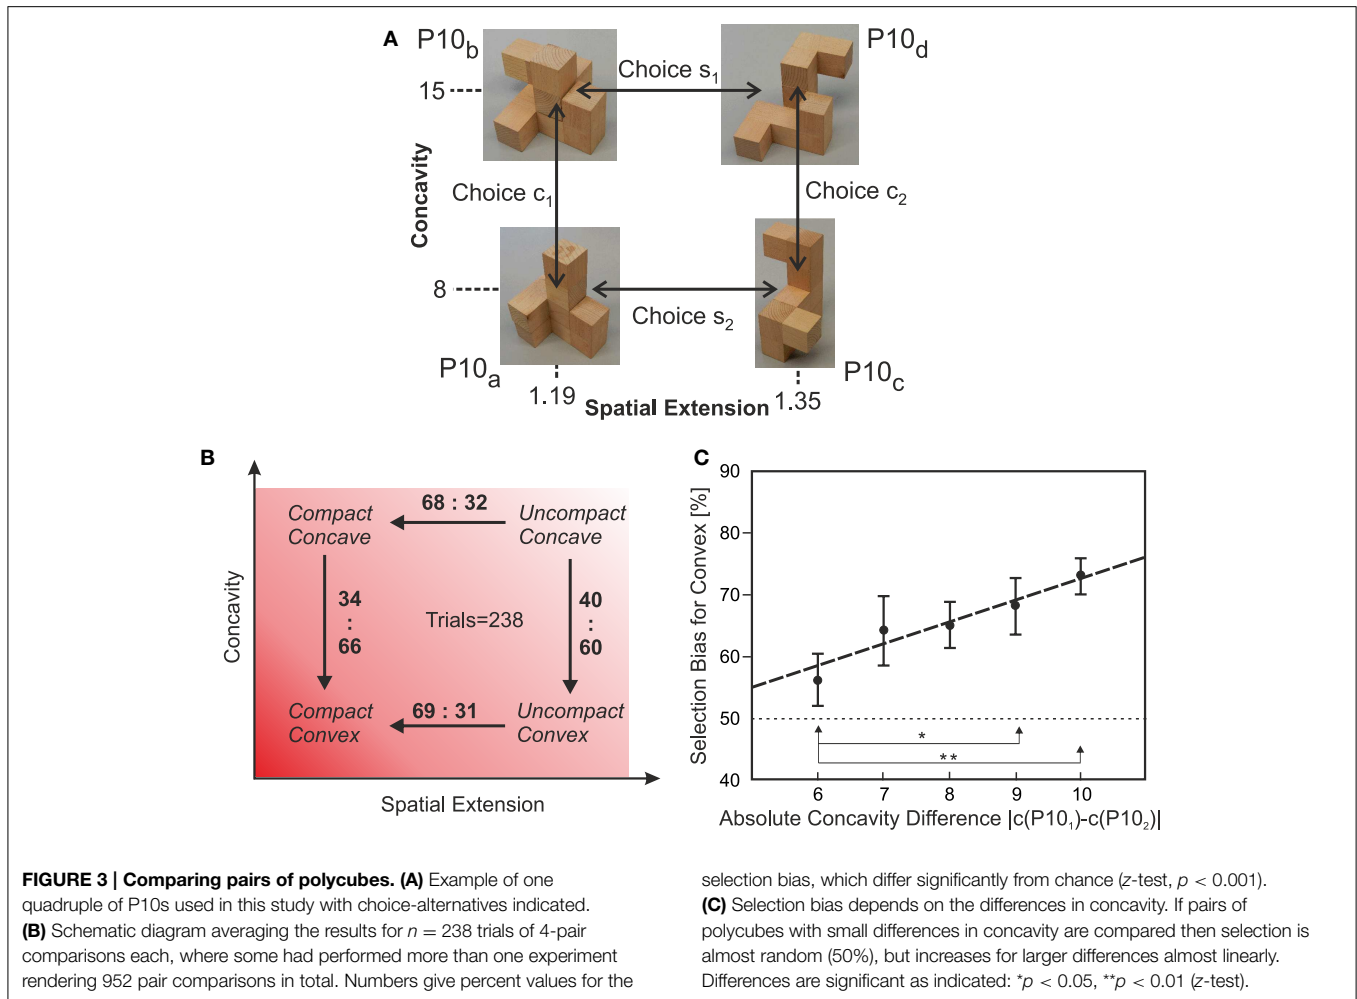 A
P10b
P10d
Choice s1
15
Concavity
Choice c1
Choice c2
8
Choice s2
P10a
P10c
1.19
Spatial Extension
1.35
B
Concavity
Compact
Concave
68 : 32
Uncompact
Concave
34
:
66
Trials=238
40
:
60
Compact
Convex
69 : 31
Uncompact
Convex
Spatial Extension
C
Selection Bias for Convex [%]
90
80
70
60
50
40
*
**
6 7 8 9 10
Absolute Concavity Difference |c(P10₁)-c(P10₂)|
FIGURE 3 | Comparing pairs of polycubes. (A) Example of one
quadruple of P10s used in this study with choice-alternatives indicated.
(B) Schematic diagram averaging the results for n = 238 trials of 4-pair
comparisons each, where some had performed more than one experiment
rendering 952 pair comparisons in total. Numbers give percent values for the
selection bias, which differ significantly from chance (z-test, p < 0.001).
(C) Selection bias depends on the differences in concavity. If pairs of
polycubes with small differences in concavity are compared then selection is
almost random (50%), but increases for larger differences almost linearly.
Differences are significant as indicated: *p < 0.05, **p < 0.01 (z-test).